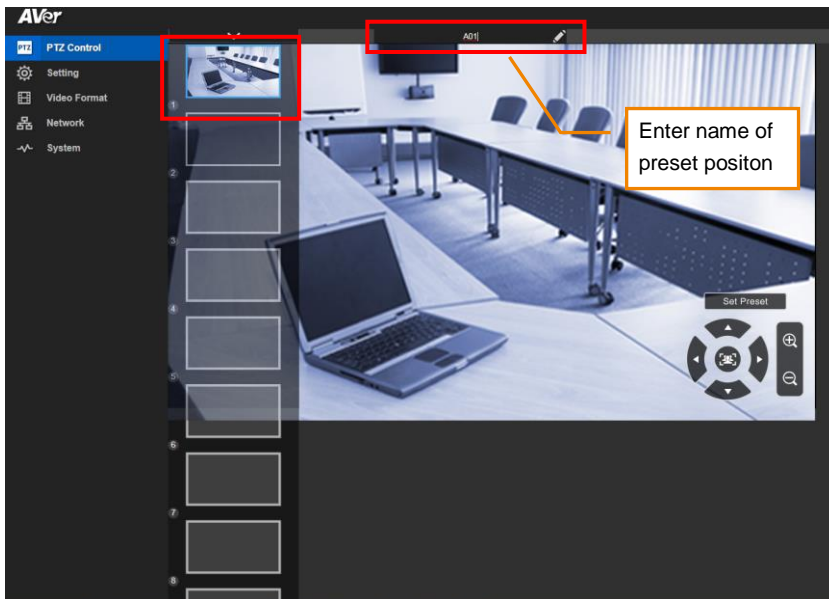 AVer
PTZ PTZ Control
Setting
Video Format
Network
System
A01
1
2
3
4
5
6
7
8
Enter name of
preset positon
Set Preset